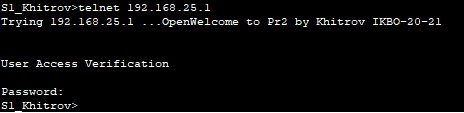 S1_Khitrov>telnet 192.168.25.1
Trying 192.168.25.1 ...OpenWelcome to Pr2 by Khitrov IKBO-20-21
User Access Verification
Password:
S1_Khitrov>